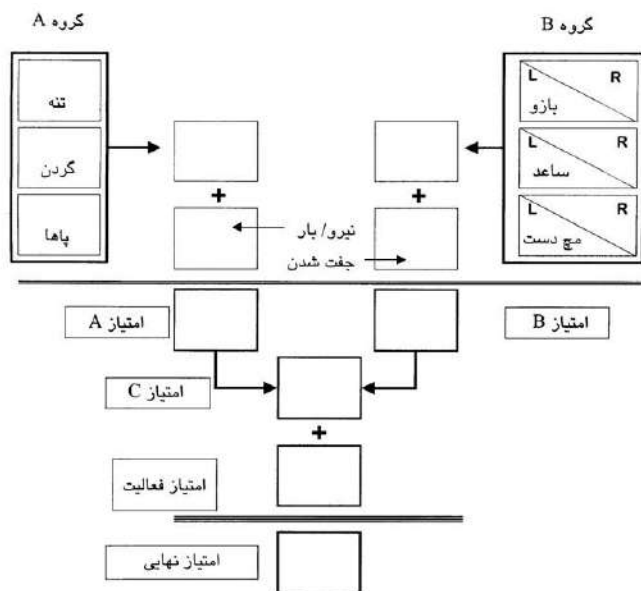 گروه A
گروه B
تنه
گردن
پاها
L R
بازو
L R
ساعد
L R
مچ دست
+
+
نیرو/ بار
جفت شدن
امتیاز A
امتیاز B
امتیاز C
+
امتیاز فعالیت
امتیاز نهایی